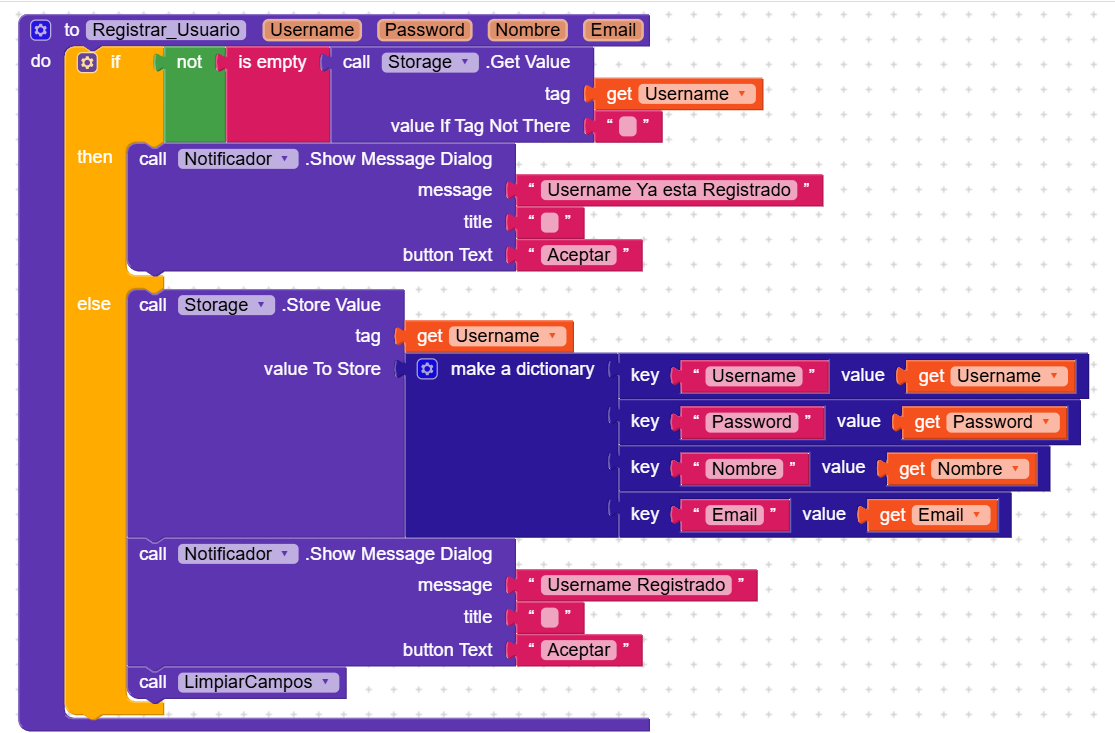 to Registrar_Usuario Username Password Nombre Email
do if not is empty call Storage .Get Value
tag get Username
value If Tag Not There “ ”
then call Notificador .Show Message Dialog
message “ Username Ya esta Registrado ”
title “ ”
button Text “ Aceptar ”
else call Storage .Store Value
tag get Username
value To Store make a dictionary key “ Username ” value get Username
key “ Password ” value get Password
key “ Nombre ” value get Nombre
key “ Email ” value get Email
call Notificador .Show Message Dialog
message “ Username Registrado ”
title “ ”
button Text “ Aceptar ”
call LimpiarCampos